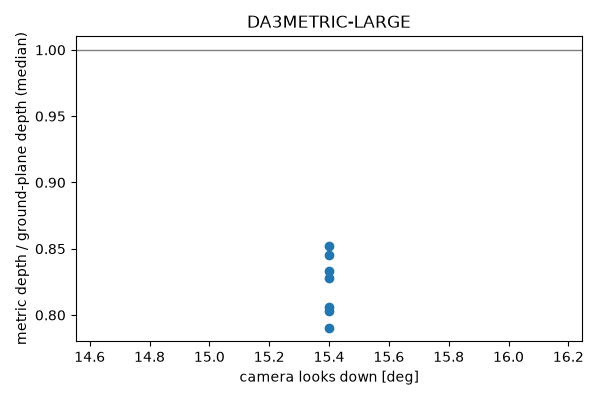 DA3METRIC-LARGE
metric depth / ground-plane depth (median)
1.00
0.95
0.90
0.85
0.80
14.6 14.8 15.0 15.2 15.4 15.6 15.8 16.0 16.2
camera looks down [deg]